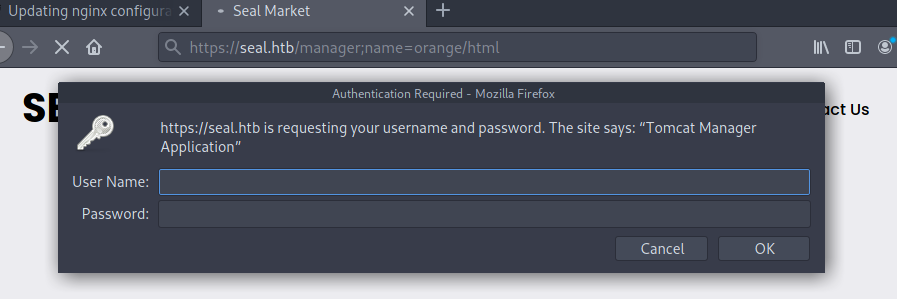 Updating nginx configura
Seal Market
https://seal.htb/manager;name=orange/html
Authentication Required - Mozilla Firefox
SE
act Us
https://seal.htb is requesting your username and password. The site says: “Tomcat Manager
Application”
User Name:
Password:
Cancel
OK